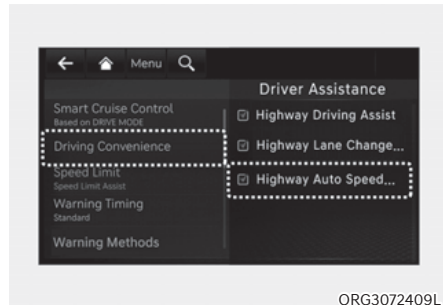 Menu
Driver Assistance
Smart Cruise Control
Based on DRIVE MODE
Driving Convenience
Speed Limit
Speed Limit Assist
Warning Timing
Standard
Warning Methods
Highway Driving Assist
Highway Lane Change...
Highway Auto Speed...
ORG3072409L